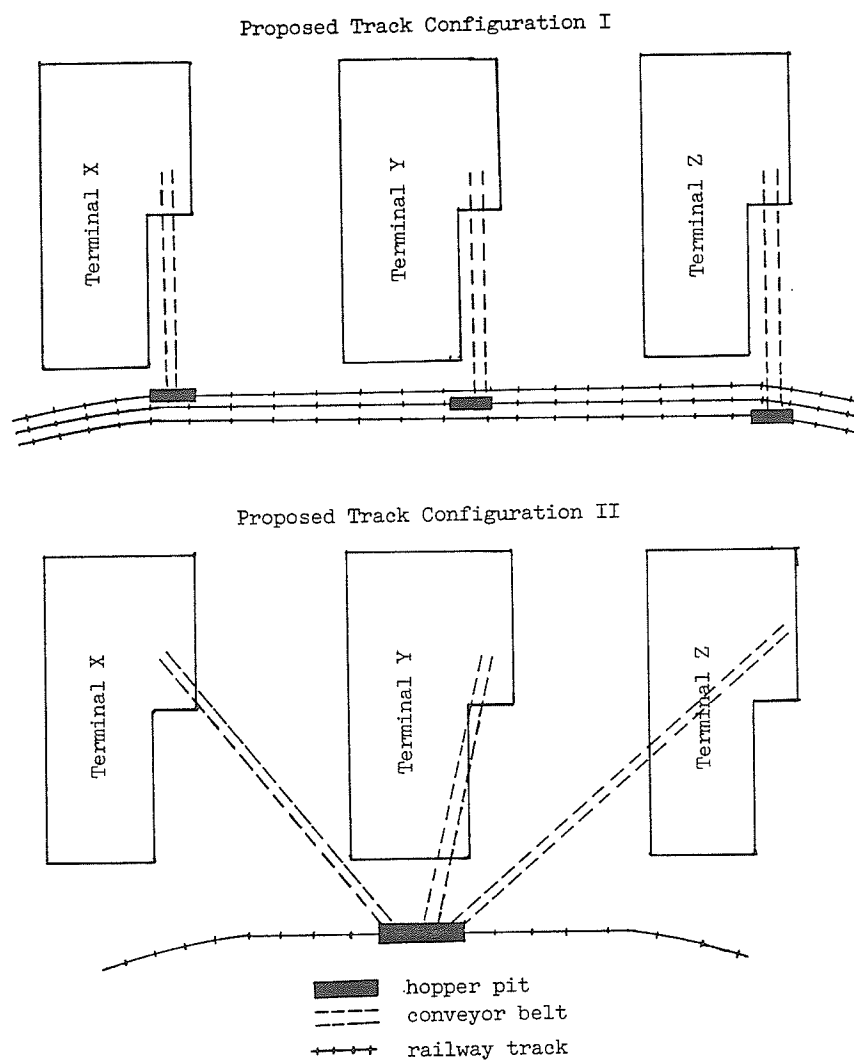 Proposed Track Configuration I
Terminal X
Terminal Y
Terminal Z
Proposed Track Configuration II
Terminal X
Terminal Y
Terminal Z
hopper pit
conveyor belt
railway track